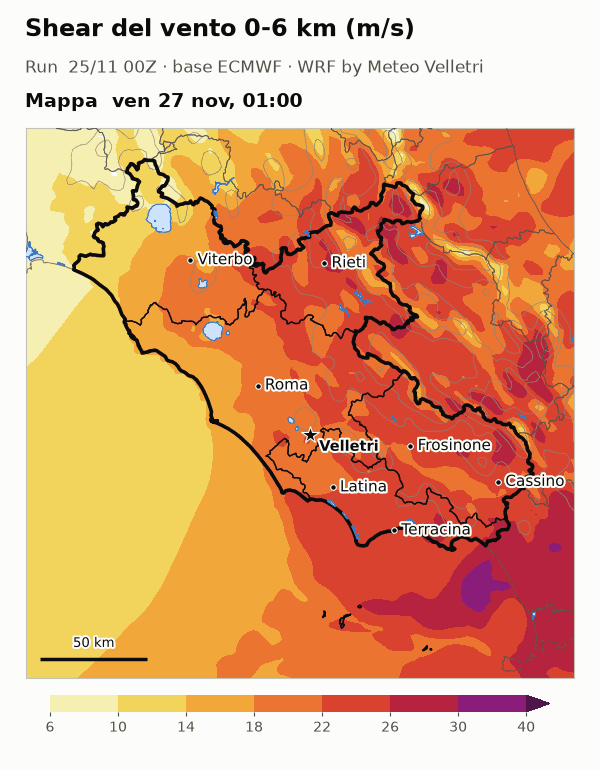 Shear del vento 0-6 km (m/s)
Run  25/11 00Z · base ECMWF · WRF by Meteo Velletri
Mappa  ven 27 nov, 01:00
Viterbo
Rieti
Roma
Velletri
Frosinone
Latina
Cassino
Terracina
50 km
6 10 14 18 22 26 30 40